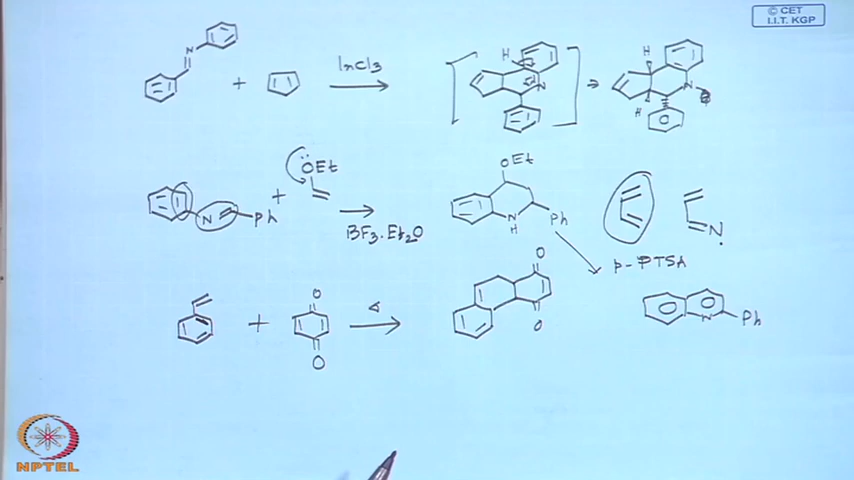 © CET
I.I.T. KGP
N
+
InCl3
H
N
H
N
H
OEt
+
N
Ph
BF3.Et2O
OEt
N
H
Ph
N
p-PTSA
+
O
O
Δ
O
O
N
Ph
NPTEL